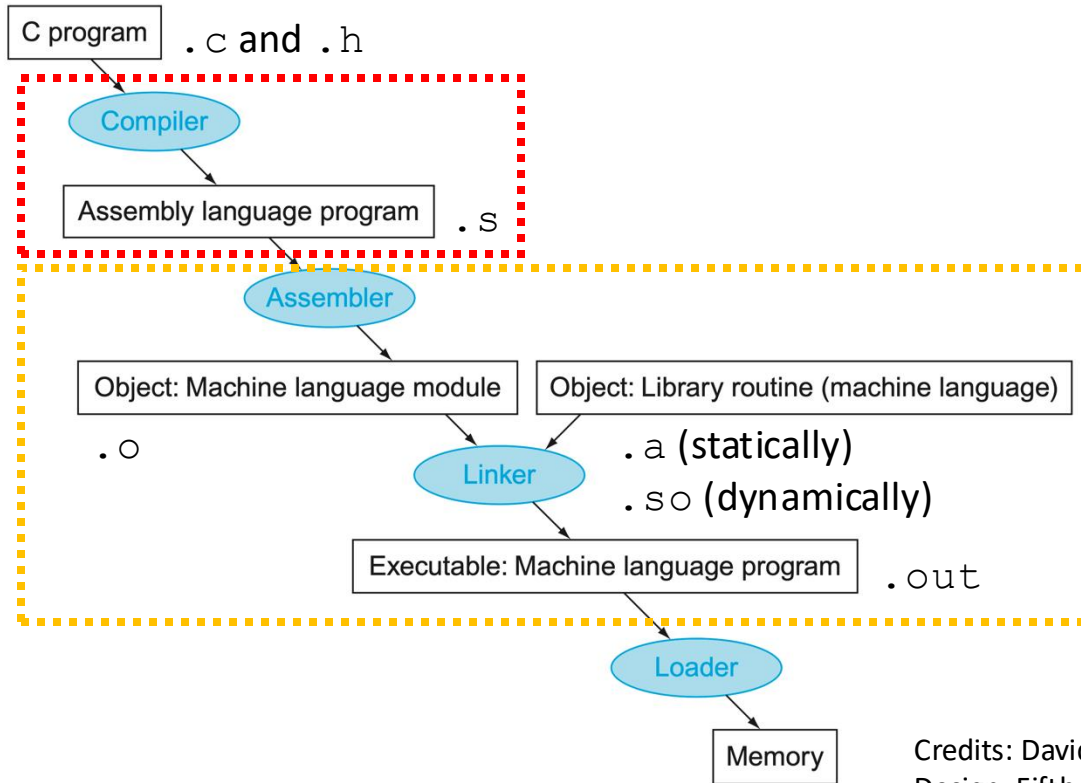 C program
.c and .h
Compiler
Assembly language program
.s
Assembler
Object: Machine language module
Object: Library routine (machine language)
.o
.a (statically)
Linker
.so (dynamically)
Executable: Machine language program
.out
Loader
Memory
Credits: David